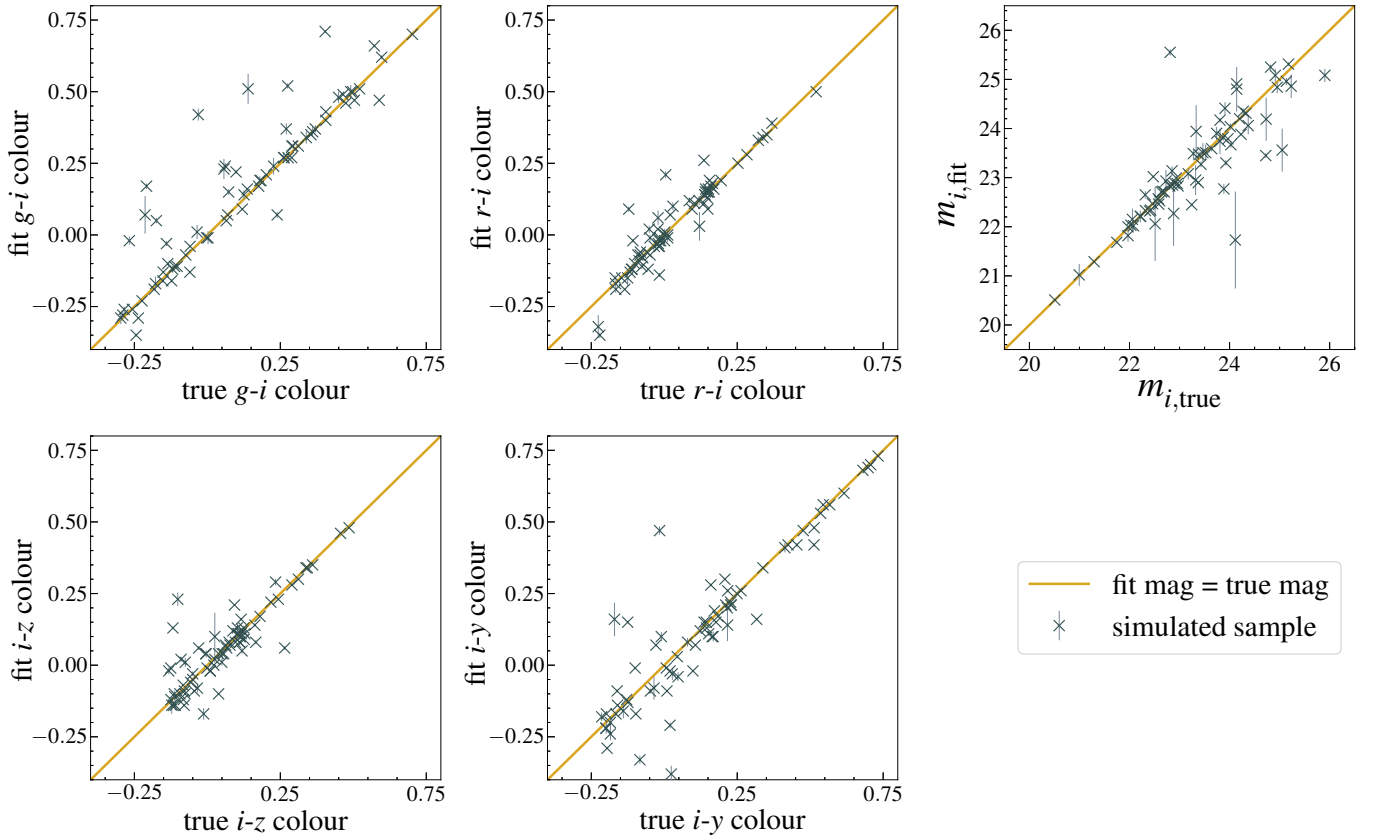 0.75
0.50
0.25
0.00
−0.25
fit g-i colour
−0.25 0.25 0.75
true g-i colour
0.75
0.50
0.25
0.00
−0.25
fit r-i colour
−0.25 0.25 0.75
true r-i colour
26
25
24
23
22
21
20
m_{i,fit}
20 22 24 26
m_{i,true}
0.75
0.50
0.25
0.00
−0.25
fit i-z colour
−0.25 0.25 0.75
true i-z colour
0.75
0.50
0.25
0.00
−0.25
fit i-y colour
−0.25 0.25 0.75
true i-y colour
fit mag = true mag
simulated sample